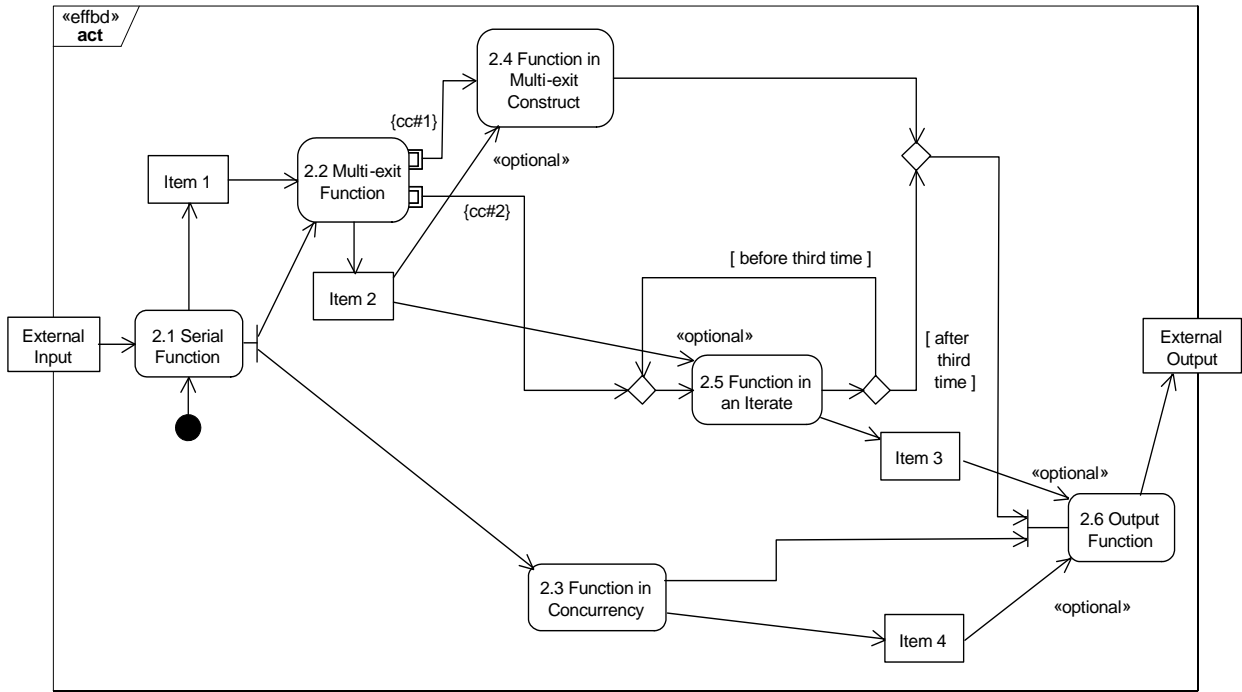 «effbd»
act
2.4 Function in
Multi-exit
Construct
{cc#1}
«optional»
2.2 Multi-exit
Function
Item 1
{cc#2}
[ before third time ]
Item 2
External
Input
2.1 Serial
Function
«optional»
[ after
third
time ]
External
Output
2.5 Function in
an Iterate
Item 3
«optional»
2.6 Output
Function
2.3 Function in
Concurrency
«optional»
Item 4